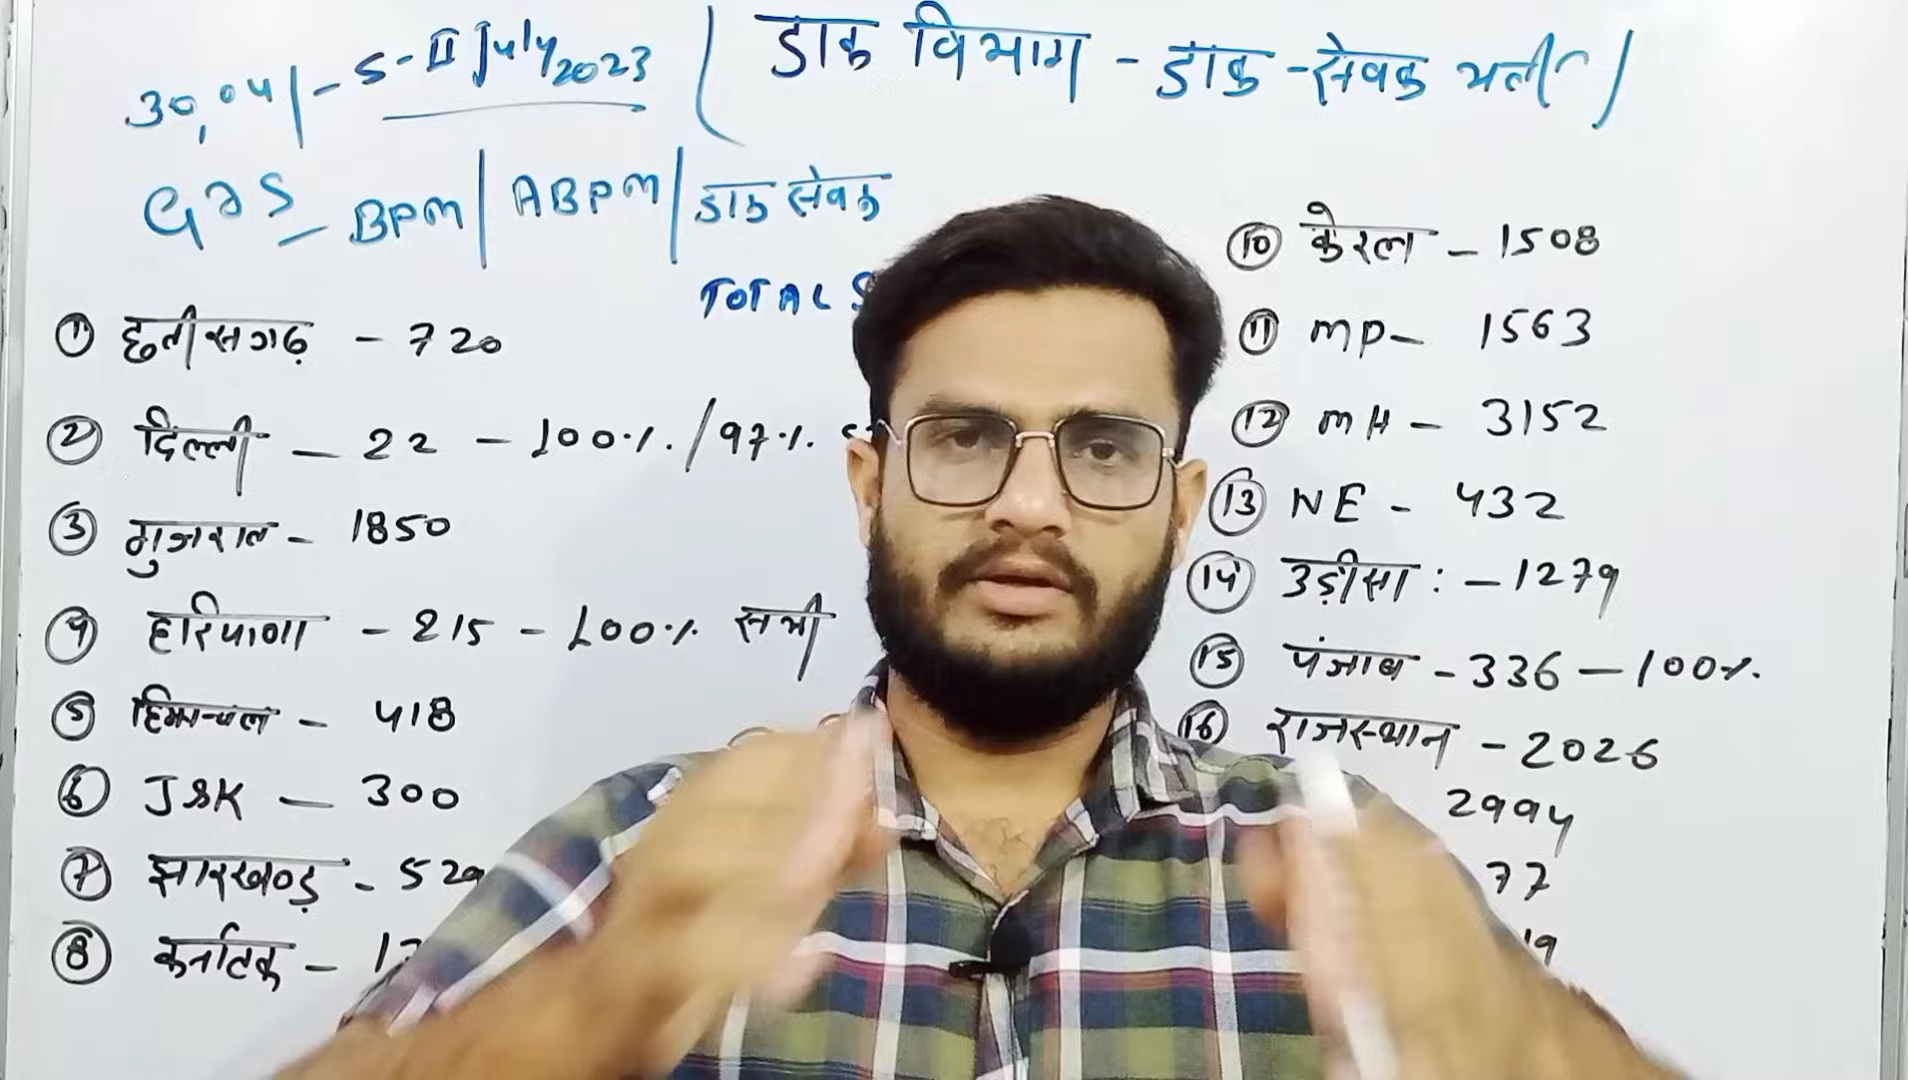 30,041 - S-II July 2023 ( डाक विभाग - डाक-सेवक भर्ती )
GDS - BPM | ABPM | डाक सेवक
TOTAL
① छत्तीसगढ़ - 720
② दिल्ली - 22 - 100% / 97%
③ गुजरात - 1850
④ हरियाणा - 215 - 100% सभी
⑤ हिमाचल - 418
⑥ J&K - 300
⑦ झारखण्ड -
⑧ कर्नाटक -
⑩ केरल - 1508
⑪ MP - 1563
⑫ MH - 3152
⑬ NE - 432
⑭ उड़ीसा : - 1279
⑮ पंजाब - 336 - 100%
⑯ राजस्थान - 2026
2994
77
19